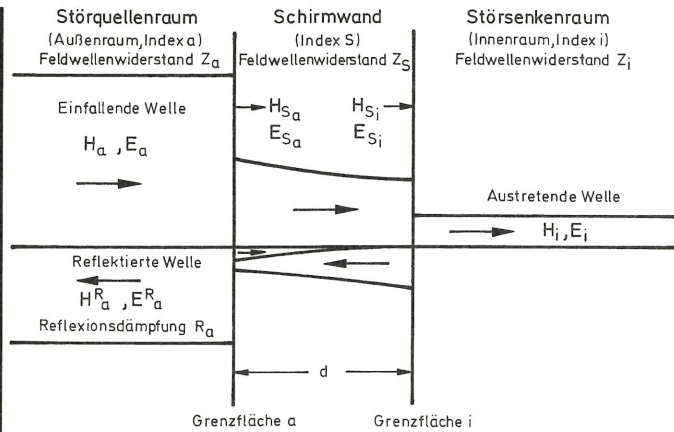 Störquellenraum
(Außenraum, Index a)
Feldwellenwiderstand Za
Schirmwand
(Index S)
Feldwellenwiderstand ZS
Störsenkenraum
(Innenraum, Index i)
Feldwellenwiderstand Zi
Einfallende Welle
Ha , Ea
HSa
ESa
HSi
ESi
Austretende Welle
Hi, Ei
Reflektierte Welle
HRa , ERa
Reflexionsdämpfung Ra
d
Grenzfläche a
Grenzfläche i